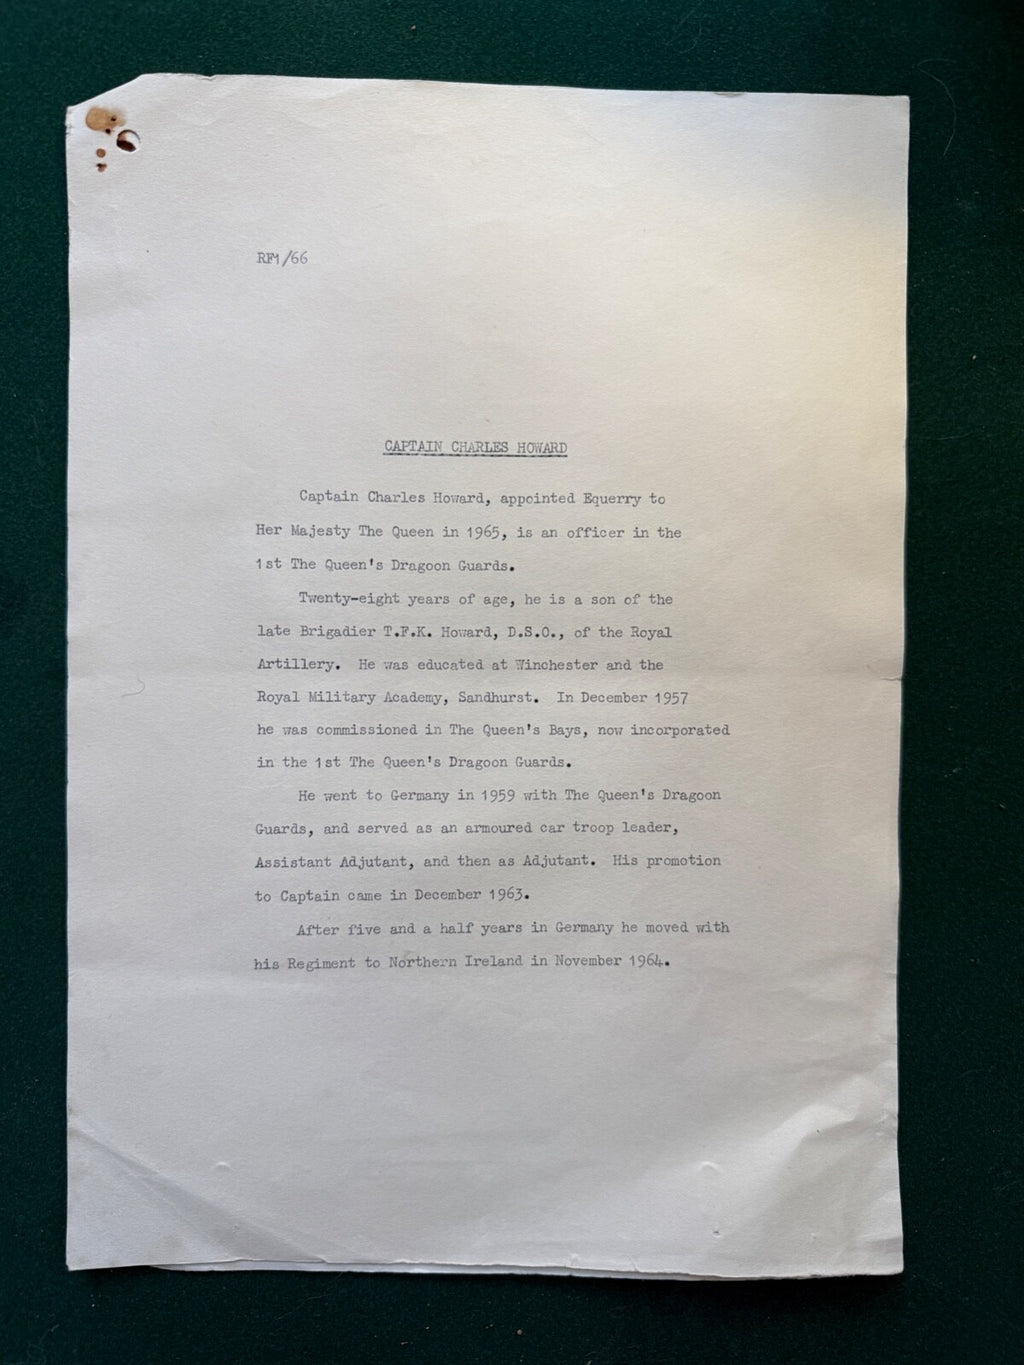 RFM/66
CAPTAIN CHARLES HOWARD
Captain Charles Howard, appointed Equerry to
Her Majesty The Queen in 1965, is an officer in the
1st The Queen's Dragoon Guards.
Twenty-eight years of age, he is a son of the
late Brigadier T.F.K. Howard, D.S.O., of the Royal
Artillery. He was educated at Winchester and the
Royal Military Academy, Sandhurst. In December 1957
he was commissioned in The Queen's Bays, now incorporated
in the 1st The Queen's Dragoon Guards.
He went to Germany in 1959 with The Queen's Dragoon
Guards, and served as an armoured car troop leader,
Assistant Adjutant, and then as Adjutant. His promotion
to Captain came in December 1963.
After five and a half years in Germany he moved with
his Regiment to Northern Ireland in November 1964.